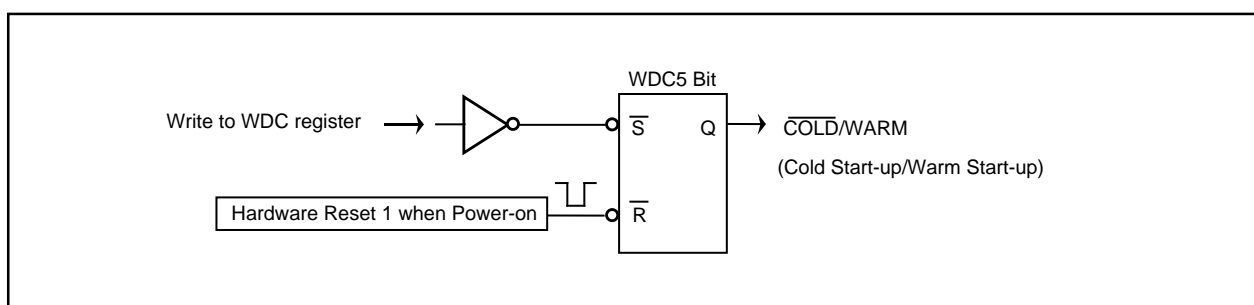 WDC5 Bit
Write to WDC register
S̅
Q
C̅O̅L̅D̅/WARM
(Cold Start-up/Warm Start-up)
Hardware Reset 1 when Power-on
R̅